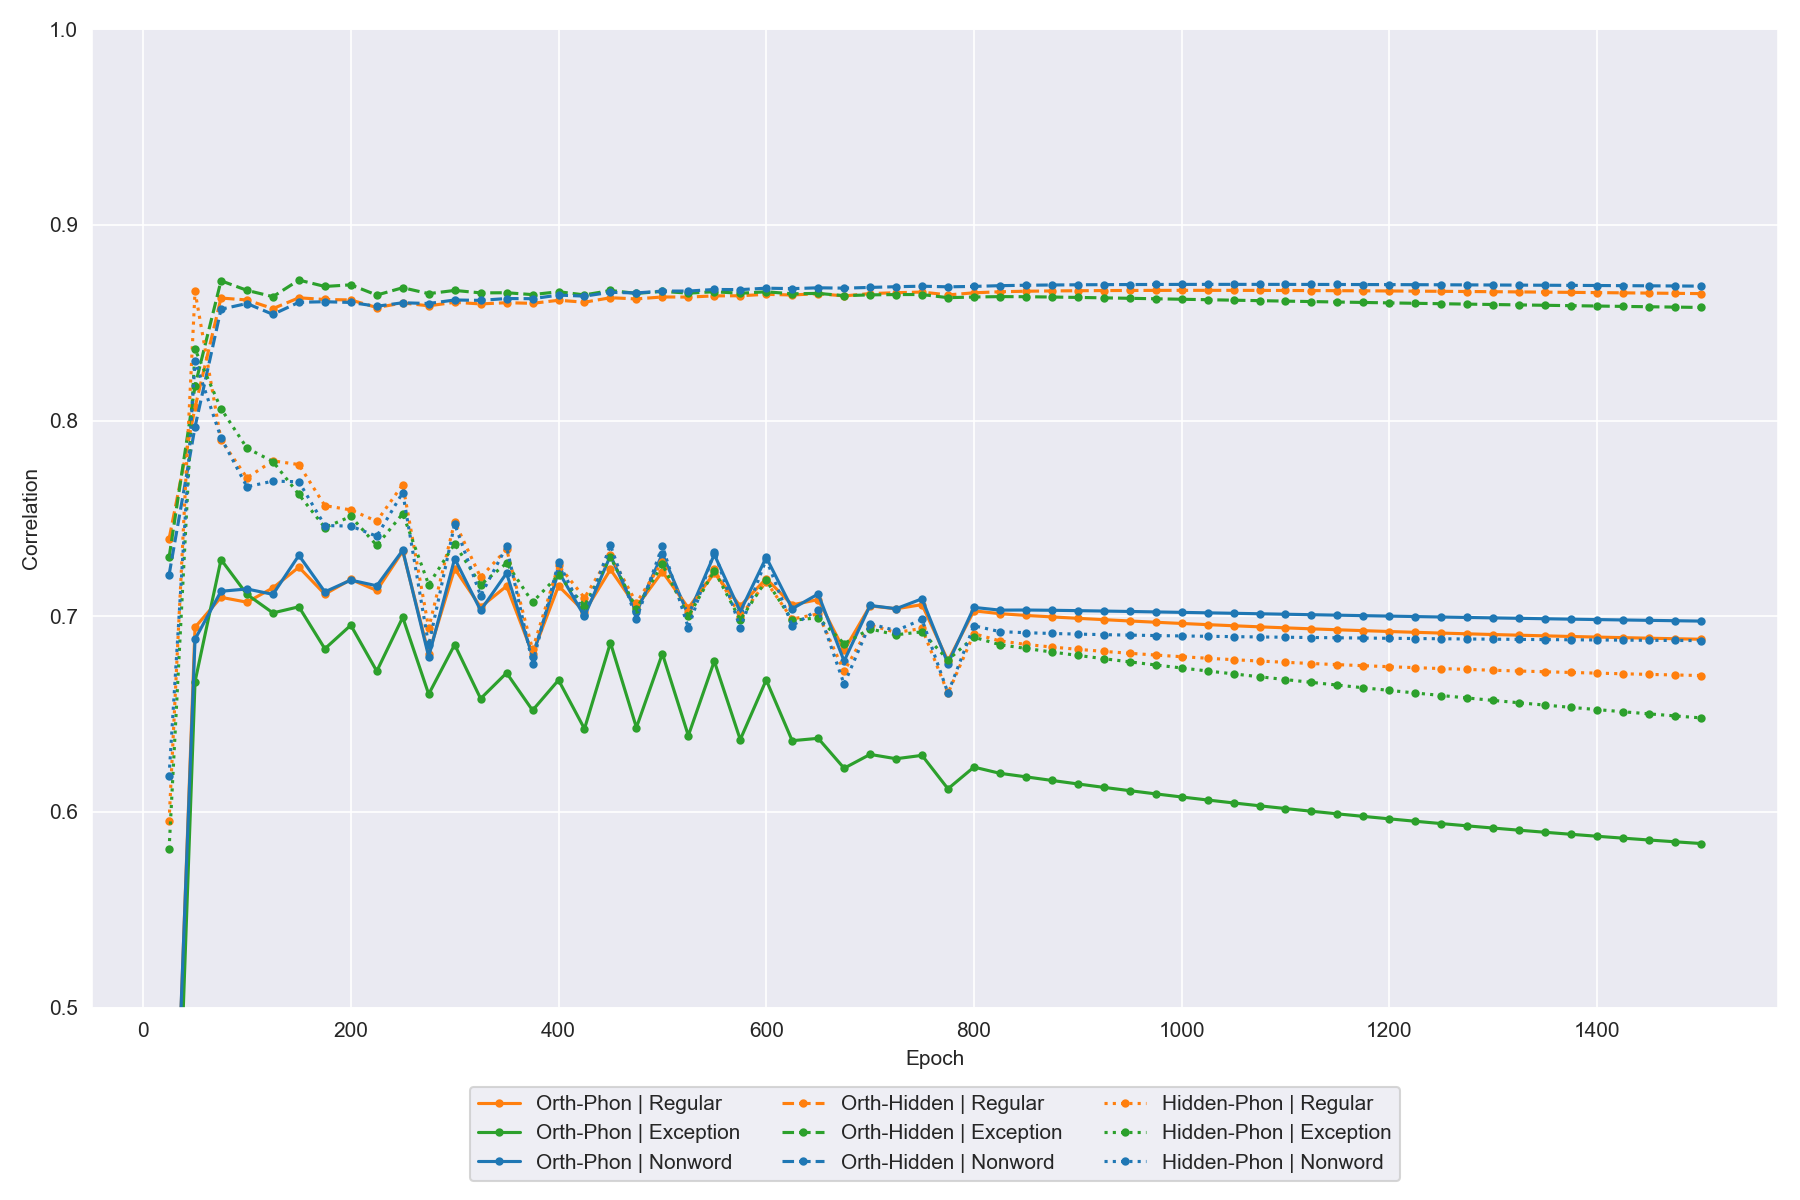 1.0
0.9
0.8
0.7
0.6
0.5
Correlation
0 200 400 600 800 1000 1200 1400
Epoch
Orth-Phon | Regular Orth-Hidden | Regular Hidden-Phon | Regular
Orth-Phon | Exception Orth-Hidden | Exception Hidden-Phon | Exception
Orth-Phon | Nonword Orth-Hidden | Nonword Hidden-Phon | Nonword